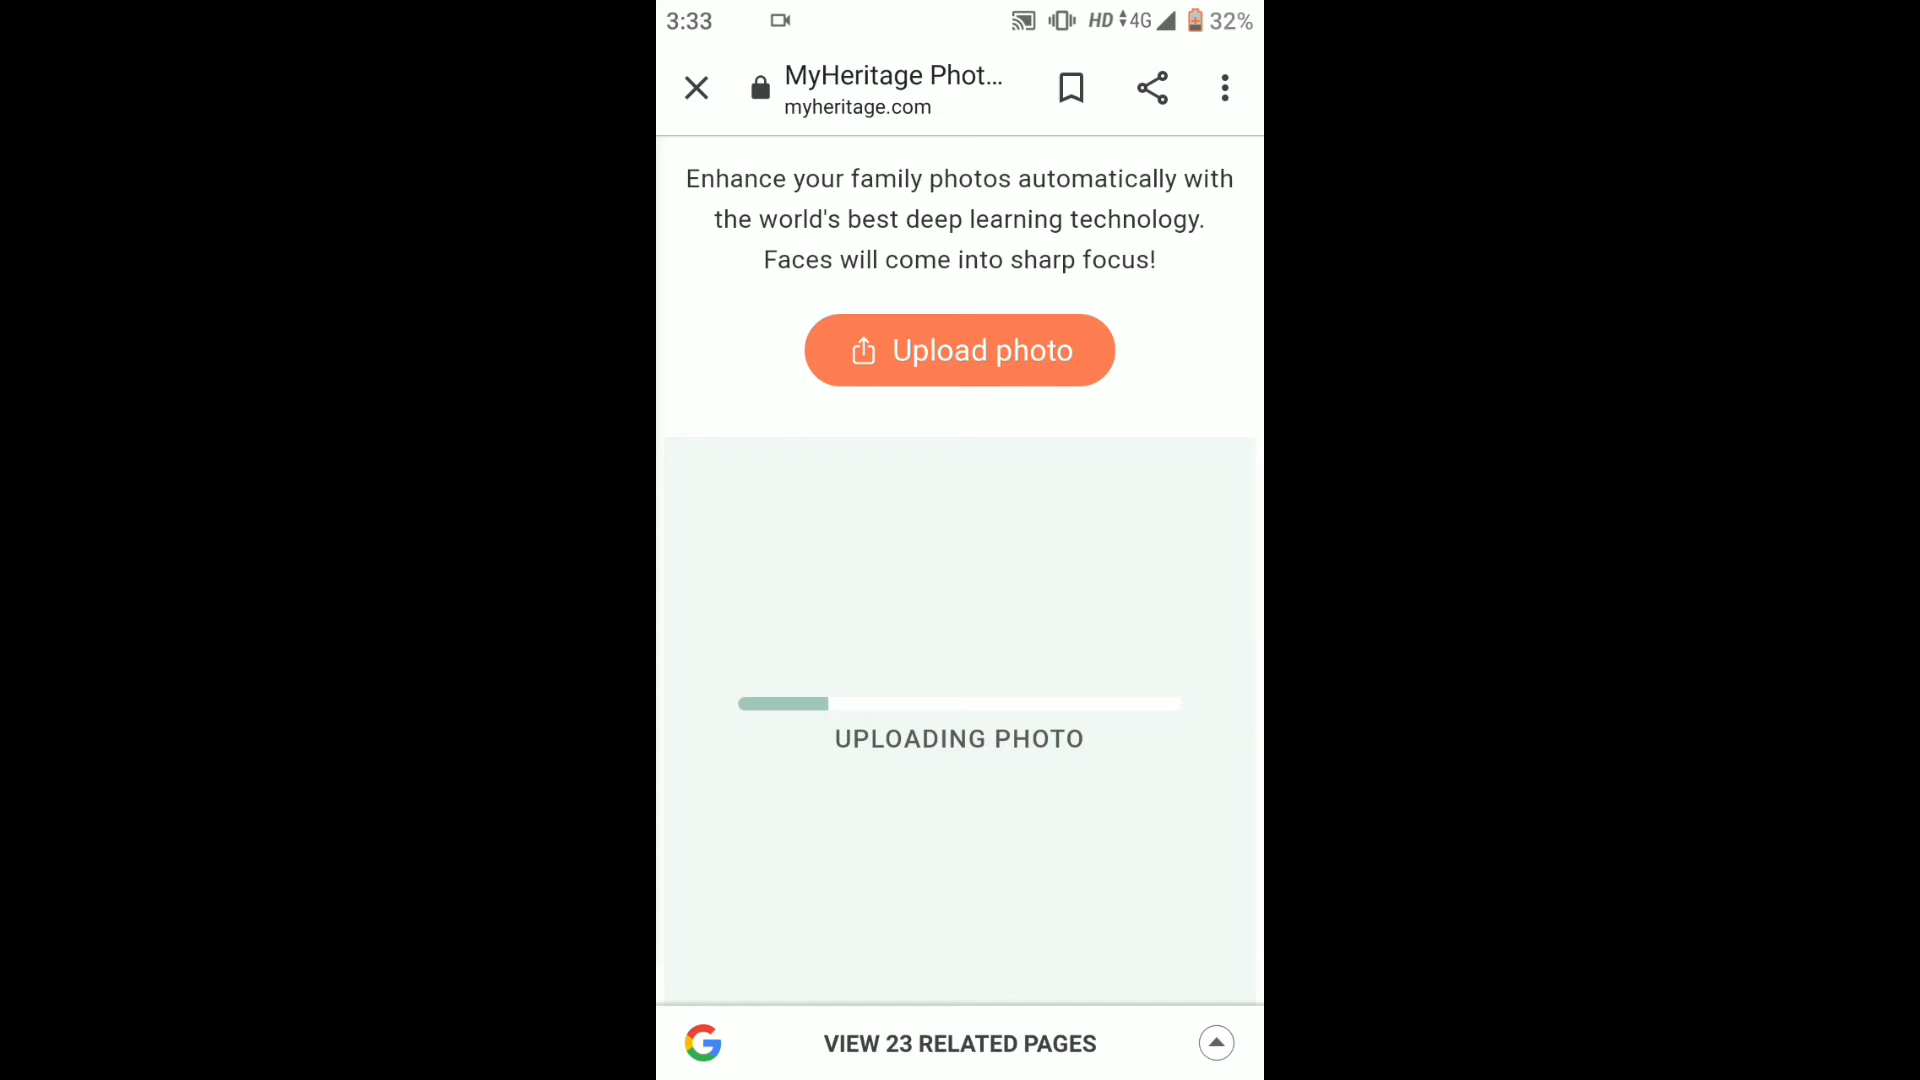 3:33
HD 4G 32%
MyHeritage Phot...
myheritage.com
Enhance your family photos automatically with
the world's best deep learning technology.
Faces will come into sharp focus!
Upload photo
UPLOADING PHOTO
VIEW 23 RELATED PAGES